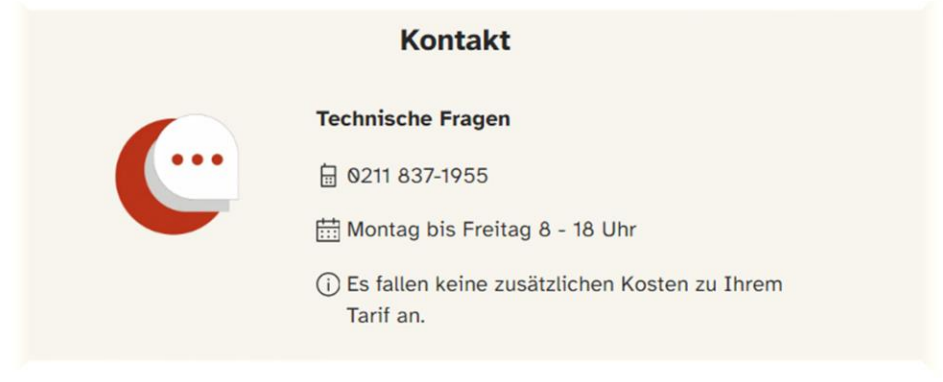 Kontakt
Technische Fragen
0211 837-1955
Montag bis Freitag 8 - 18 Uhr
Es fallen keine zusätzlichen Kosten zu Ihrem
Tarif an.